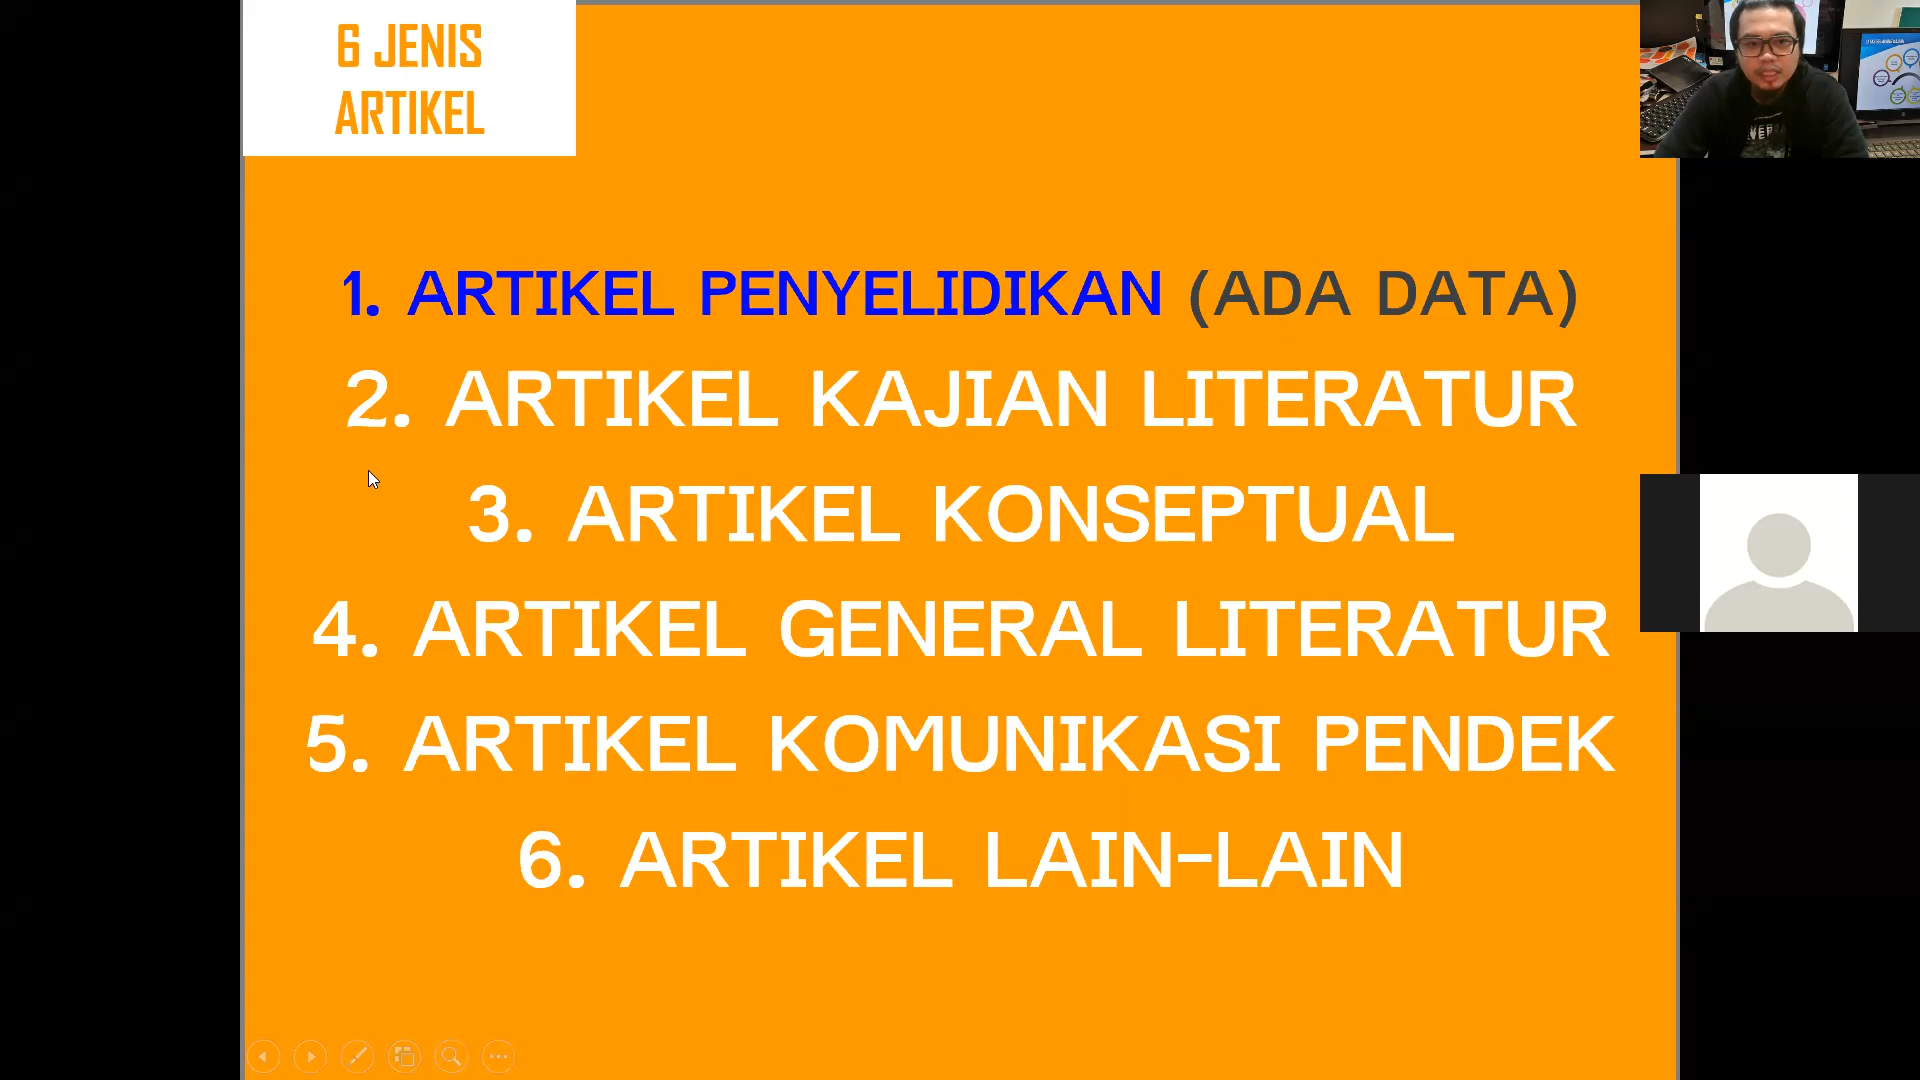 6 JENIS
ARTIKEL
1. ARTIKEL PENYELIDIKAN (ADA DATA)
2. ARTIKEL KAJIAN LITERATUR
3. ARTIKEL KONSEPTUAL
4. ARTIKEL GENERAL LITERATUR
5. ARTIKEL KOMUNIKASI PENDEK
6. ARTIKEL LAIN-LAIN